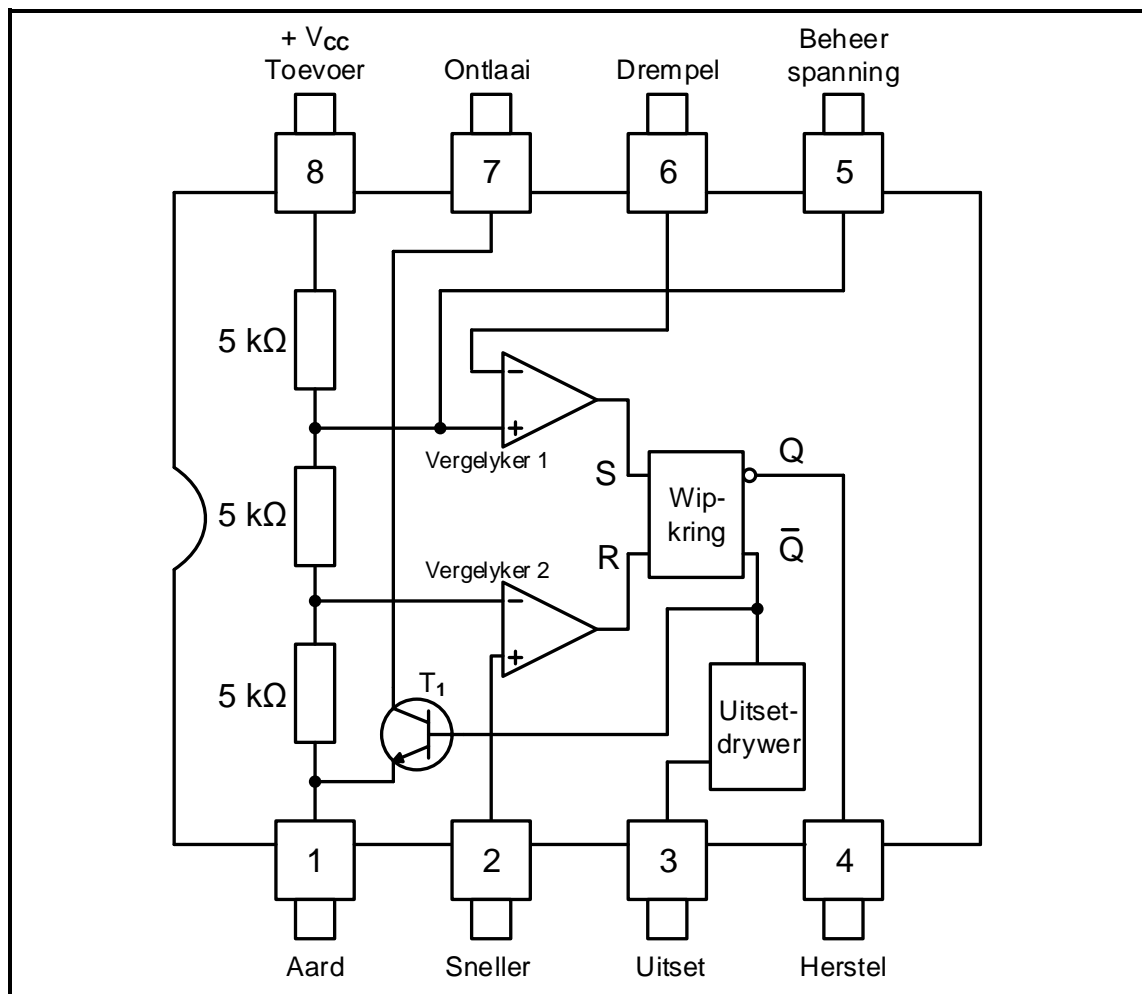 + Vcc
Toevoer
Ontlaai
Drempel
Beheer
spanning
8
7
6
5
5 kΩ
Vergelyker 1
S
Q
5 kΩ
Wip-
kring
Q̅
R
Vergelyker 2
5 kΩ
T1
Uitset-
drywer
1
2
3
4
Aard
Sneller
Uitset
Herstel